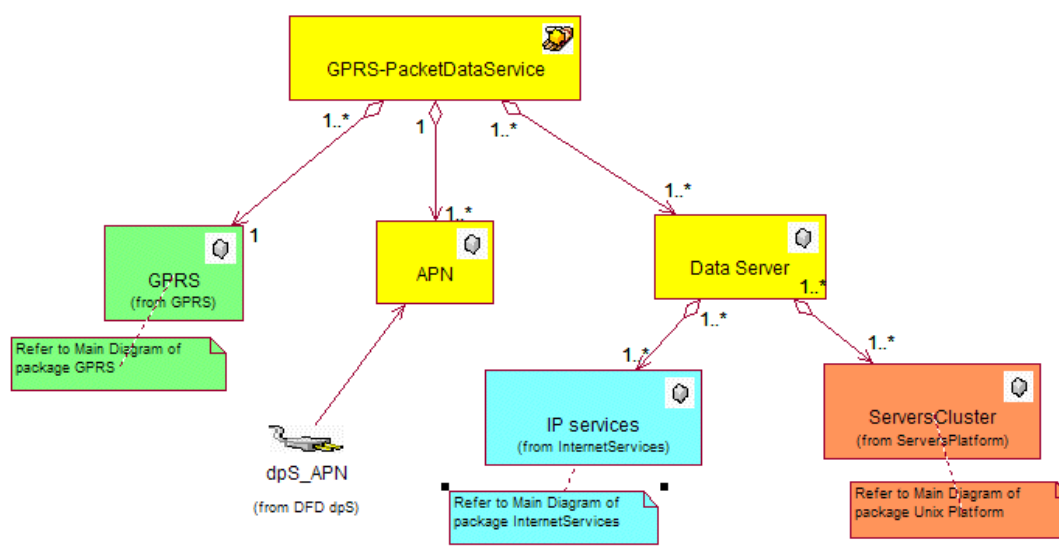 GPRS-PacketDataService
1..*
1
1..*
1..*
1
1..*
GPRS
(from GPRS)
APN
Data Server
1..*
1..*
1..*
1..*
Refer to Main Diagram of
package GPRS
IP services
(from InternetServices)
ServersCluster
(from ServersPlatform)
dpS_APN
(from DFD dpS)
Refer to Main Diagram of
package InternetServices
Refer to Main Diagram of
package Unix Platform